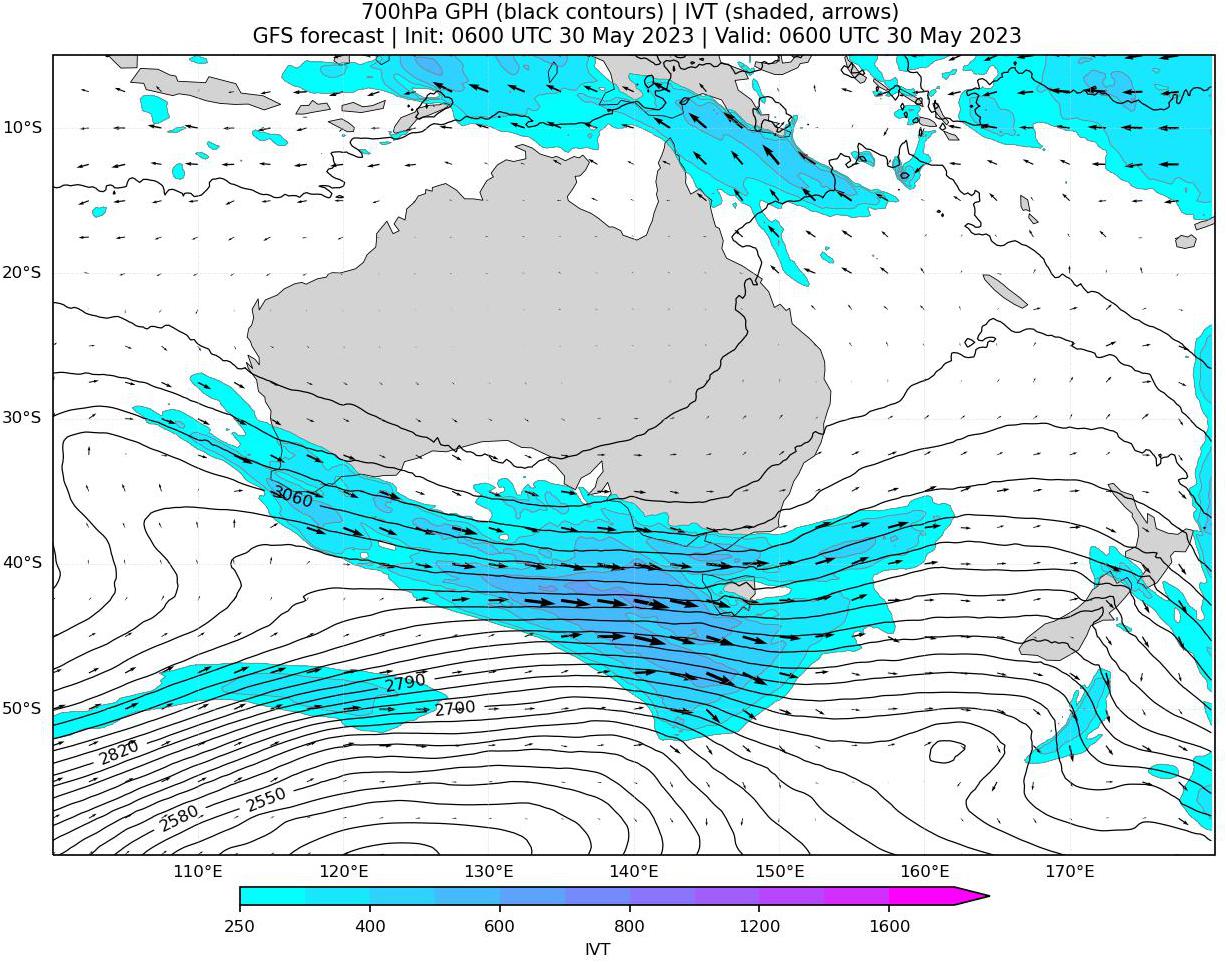 700hPa GPH (black contours) | IVT (shaded, arrows)
GFS forecast | Init: 0600 UTC 30 May 2023 | Valid: 0600 UTC 30 May 2023
10°S
20°S
30°S
3060
40°S
2790
50°S
2700
2820
2550
2580
110°E 120°E 130°E 140°E 150°E 160°E 170°E
250 400 600 800 1200 1600
IVT